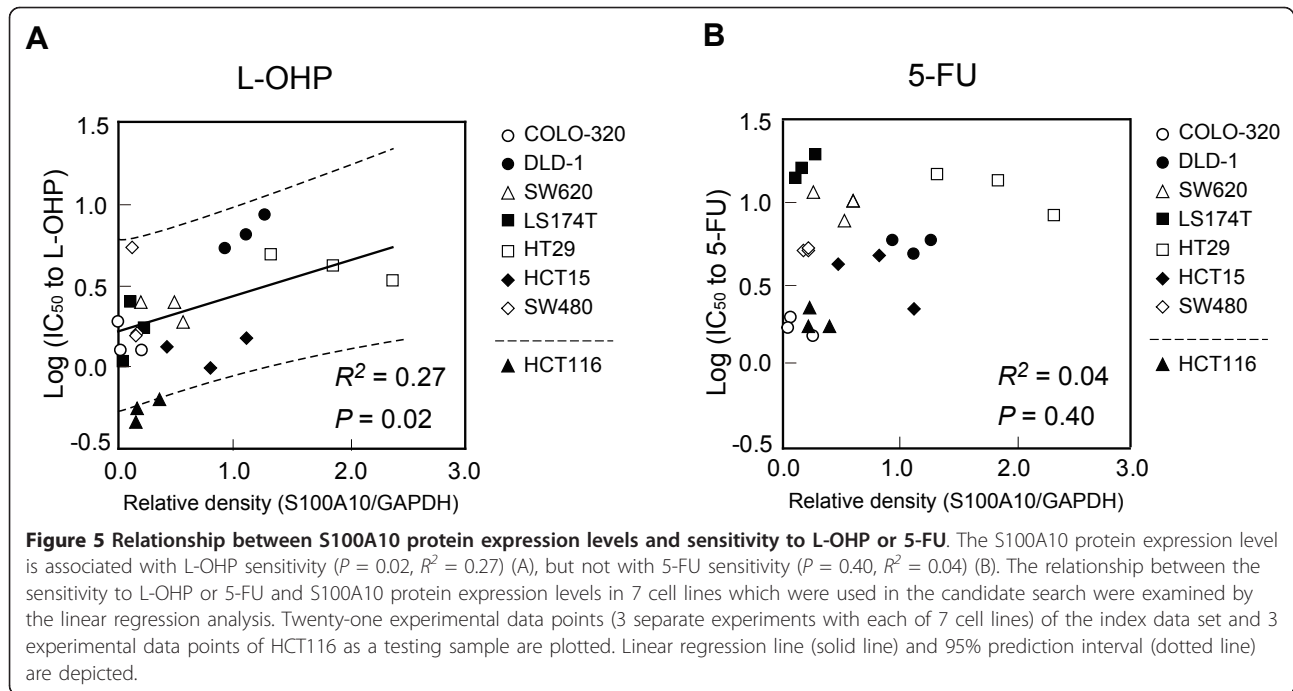 A
L-OHP
1.5
1.0
0.5
0.0
-0.5
Log (IC50 to L-OHP)
R2 = 0.27
P = 0.02
0.0 1.0 2.0 3.0
Relative density (S100A10/GAPDH)
COLO-320
DLD-1
SW620
LS174T
HT29
HCT15
SW480
HCT116
B
5-FU
1.5
1.0
0.5
0.0
-0.5
Log (IC50 to 5-FU)
R2 = 0.04
P = 0.40
0.0 1.0 2.0 3.0
Relative density (S100A10/GAPDH)
COLO-320
DLD-1
SW620
LS174T
HT29
HCT15
SW480
HCT116
Figure 5 Relationship between S100A10 protein expression levels and sensitivity to L-OHP or 5-FU. The S100A10 protein expression level
is associated with L-OHP sensitivity (P = 0.02, R2 = 0.27) (A), but not with 5-FU sensitivity (P = 0.40, R2 = 0.04) (B). The relationship between the
sensitivity to L-OHP or 5-FU and S100A10 protein expression levels in 7 cell lines which were used in the candidate search were examined by
the linear regression analysis. Twenty-one experimental data points (3 separate experiments with each of 7 cell lines) of the index data set and 3
experimental data points of HCT116 as a testing sample are plotted. Linear regression line (solid line) and 95% prediction interval (dotted line)
are depicted.